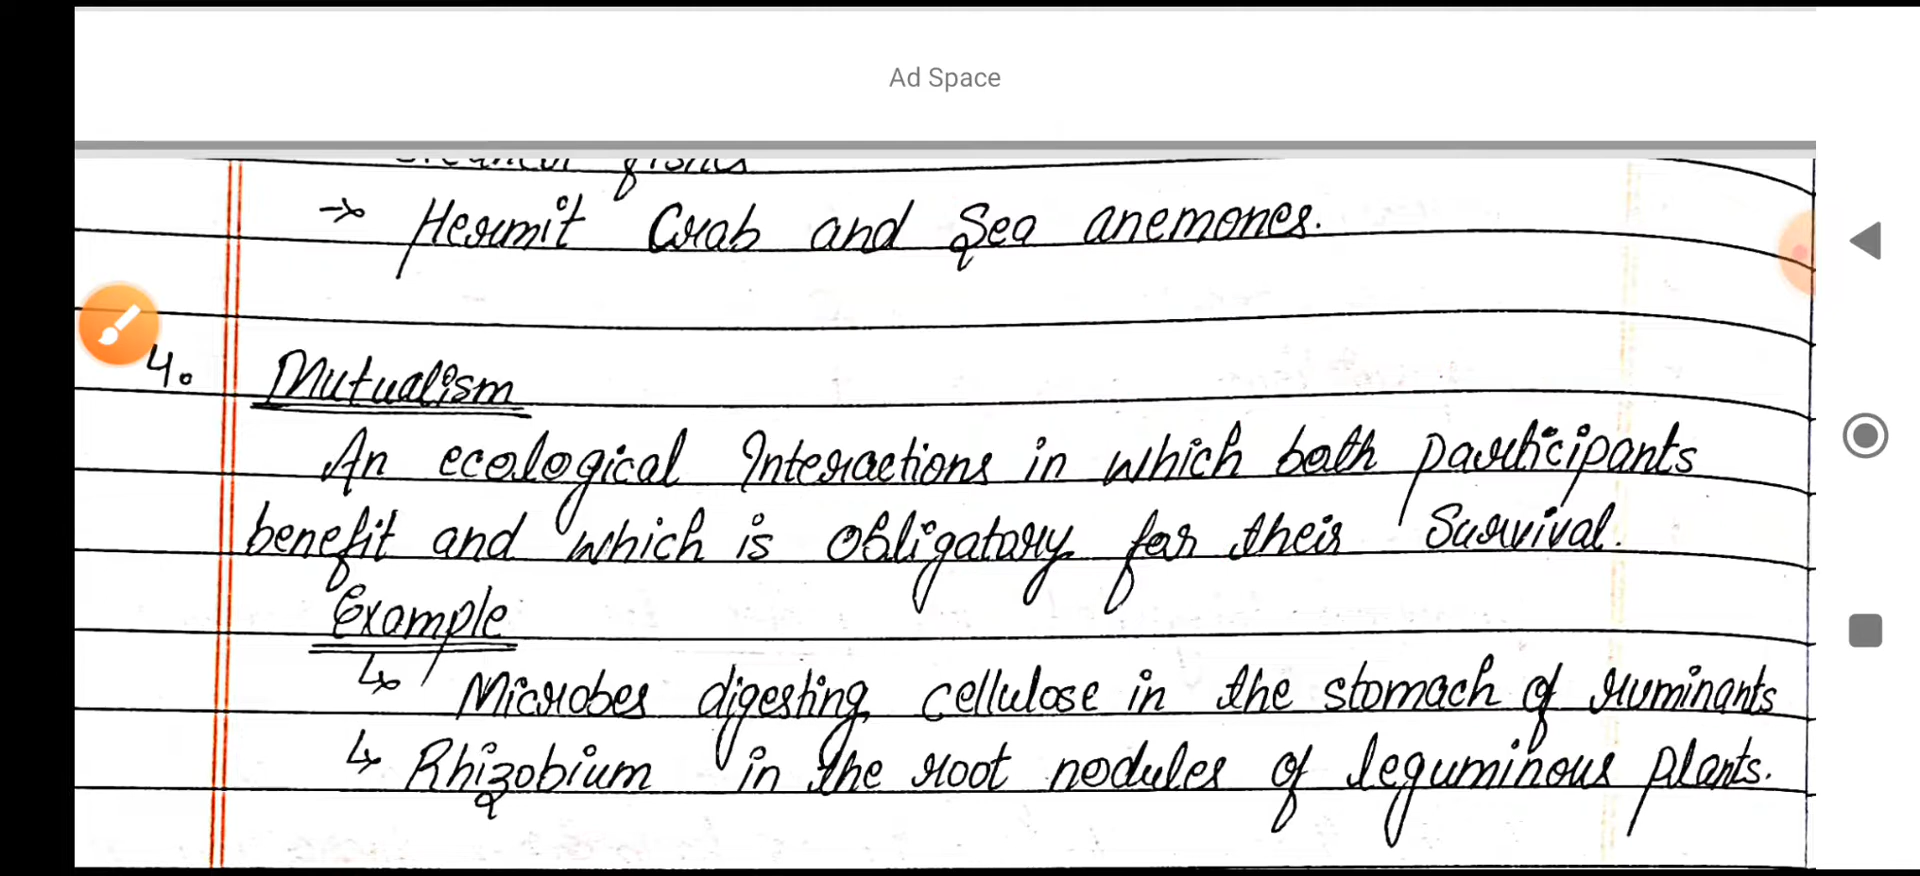 Ad Space
→ Hermit Crab and Sea anemones.
4. Mutualism
An ecological Interactions in which both participants
benefit and which is obligatory for their Survival.
Example
↳ Microbes digesting cellulose in the stomach of ruminants
↳ Rhizobium in the root nodules of leguminous plants.